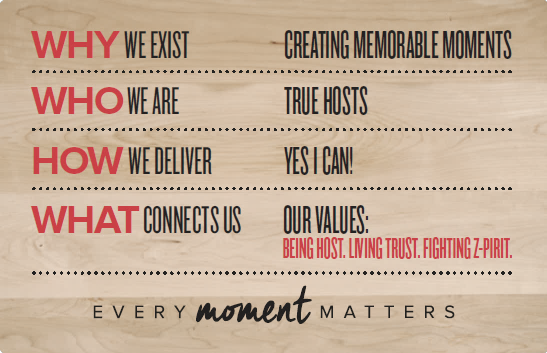 WHY WE EXIST CREATING MEMORABLE MOMENTS
WHO WE ARE TRUE HOSTS
HOW WE DELIVER YES I CAN!
WHAT CONNECTS US OUR VALUES:
BEING HOST. LIVING TRUST. FIGHTING Z-PIRIT.
EVERY moment MATTERS